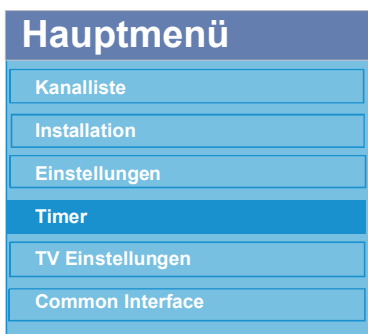 Hauptmenü
Kanalliste
Installation
Einstellungen
Timer
TV Einstellungen
Common Interface